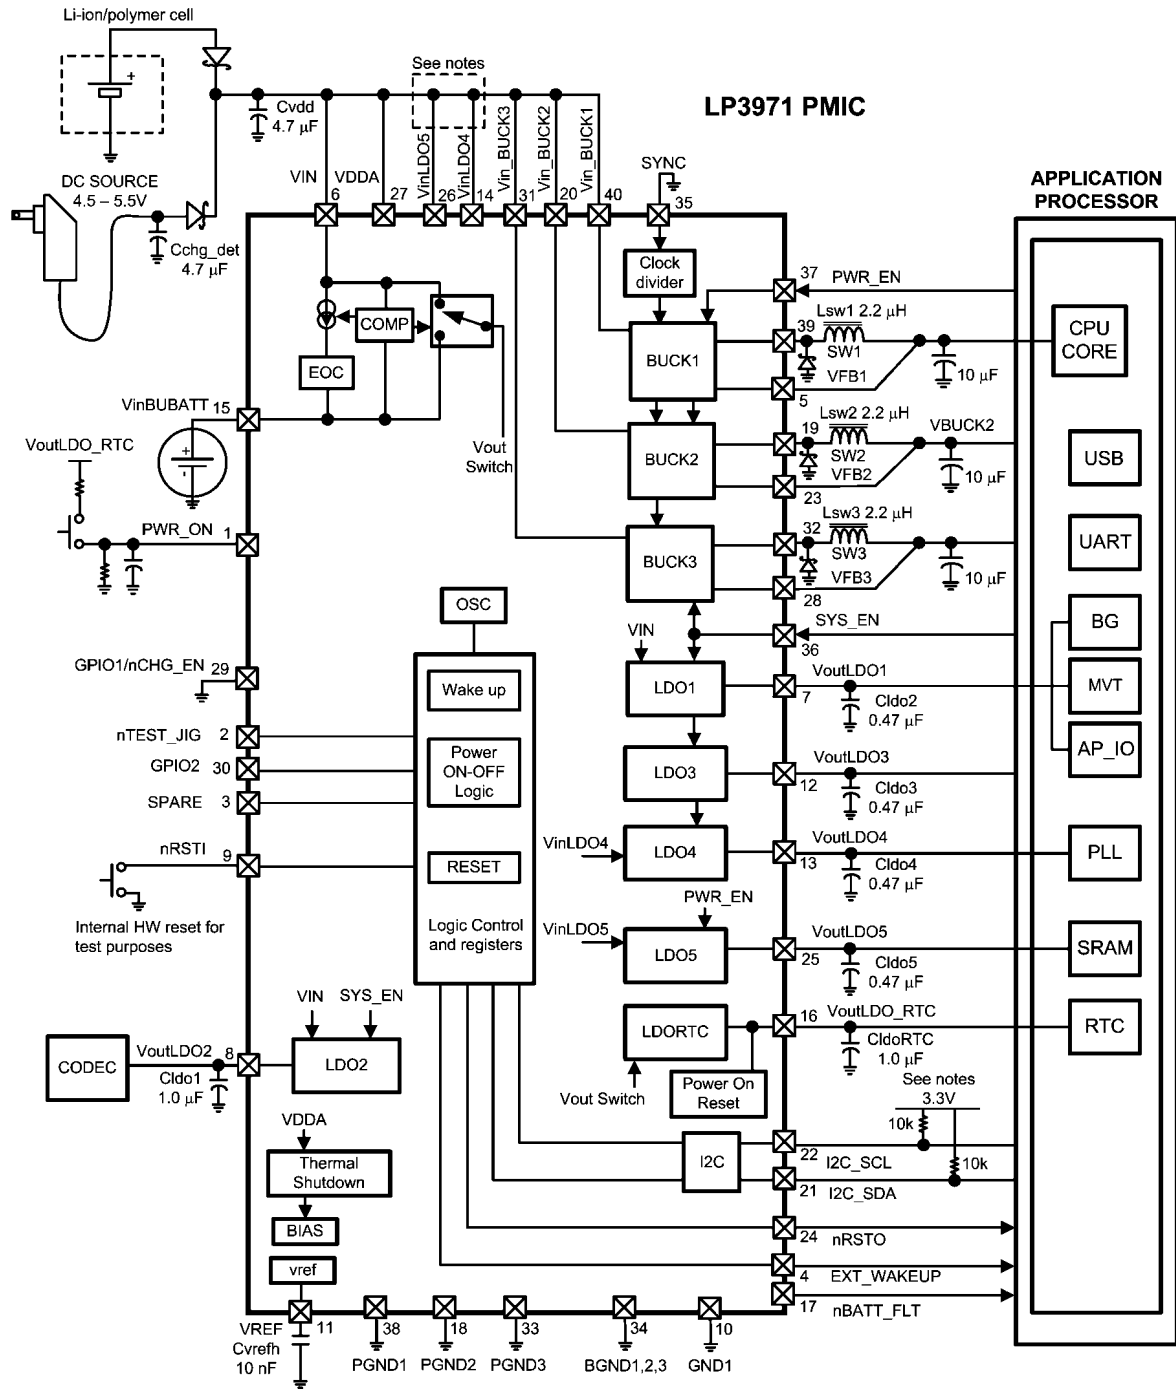 Li-ion/polymer cell
See notes
LP3971 PMIC
+
Cvdd
4.7 µF
DC SOURCE
4.5 – 5.5V
Cchg_det
4.7 µF
VIN
6
VDDA
27
VinLDO5
26
VinLDO4
14
Vin_BUCK3
31
Vin_BUCK2
20
Vin_BUCK1
40
SYNC
35
APPLICATION
PROCESSOR
Clock
divider
37
PWR_EN
COMP
EOC
BUCK1
39
Lsw1 2.2 µH
SW1
VFB1
5
10 µF
CPU
CORE
VinBUBATT
15
+
-
Vout
Switch
BUCK2
19
Lsw2 2.2 µH
SW2
VFB2
23
VBUCK2
10 µF
USB
VoutLDO_RTC
PWR_ON
1
BUCK3
32
Lsw3 2.2 µH
SW3
VFB3
28
10 µF
UART
OSC
SYS_EN
36
BG
GPIO1/nCHG_EN
29
Wake up
VIN
LDO1
VoutLDO1
7
Cldo2
0.47 µF
MVT
nTEST_JIG
2
GPIO2
30
SPARE
3
Power
ON-OFF
Logic
LDO3
VoutLDO3
12
Cldo3
0.47 µF
AP_IO
nRSTI
9
RESET
VinLDO4
LDO4
VoutLDO4
13
Cldo4
0.47 µF
PLL
Internal HW reset for
test purposes
Logic Control
and registers
PWR_EN
VinLDO5
LDO5
VoutLDO5
25
Cldo5
0.47 µF
SRAM
VIN
SYS_EN
LDORTC
16
VoutLDO_RTC
CldoRTC
1.0 µF
RTC
CODEC
VoutLDO2
8
Cldo1
1.0 µF
LDO2
Vout Switch
Power On
Reset
See notes
3.3V
10k
10k
VDDA
Thermal
Shutdown
BIAS
I2C
22
I2C_SCL
21
I2C_SDA
24
nRSTO
vref
4
EXT_WAKEUP
17
nBATT_FLT
VREF
Cvrefh
10 nF
11
38
PGND1
18
PGND2
33
PGND3
34
BGND1,2,3
10
GND1